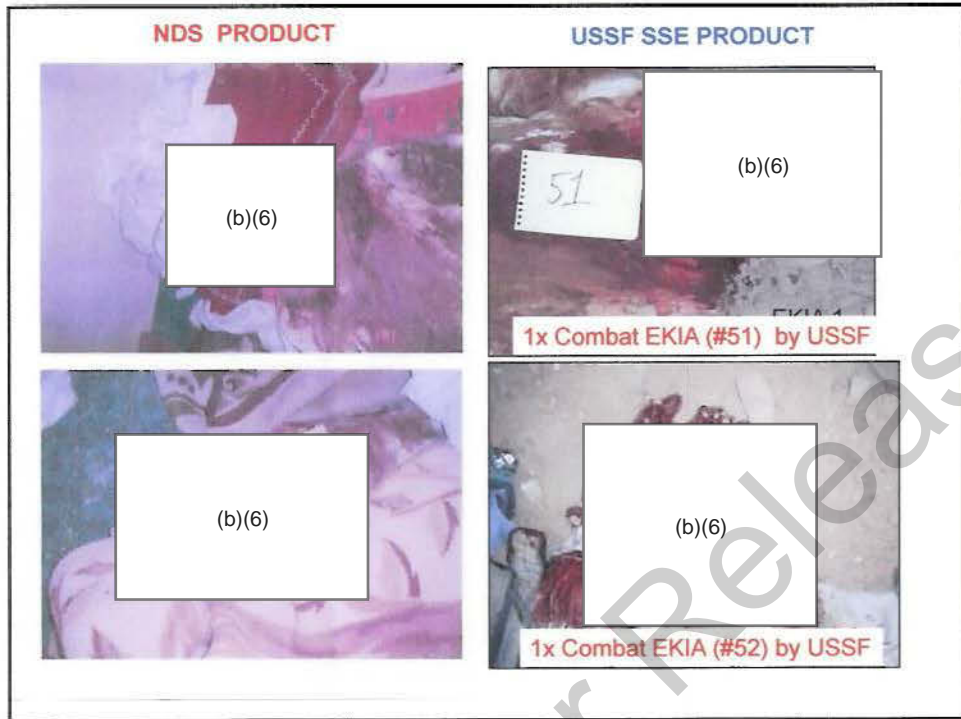 NDS PRODUCT
USSF SSE PRODUCT
(b)(6)
51
(b)(6)
1x Combat EKIA (#51) by USSF
(b)(6)
(b)(6)
1x Combat EKIA (#52) by USSF